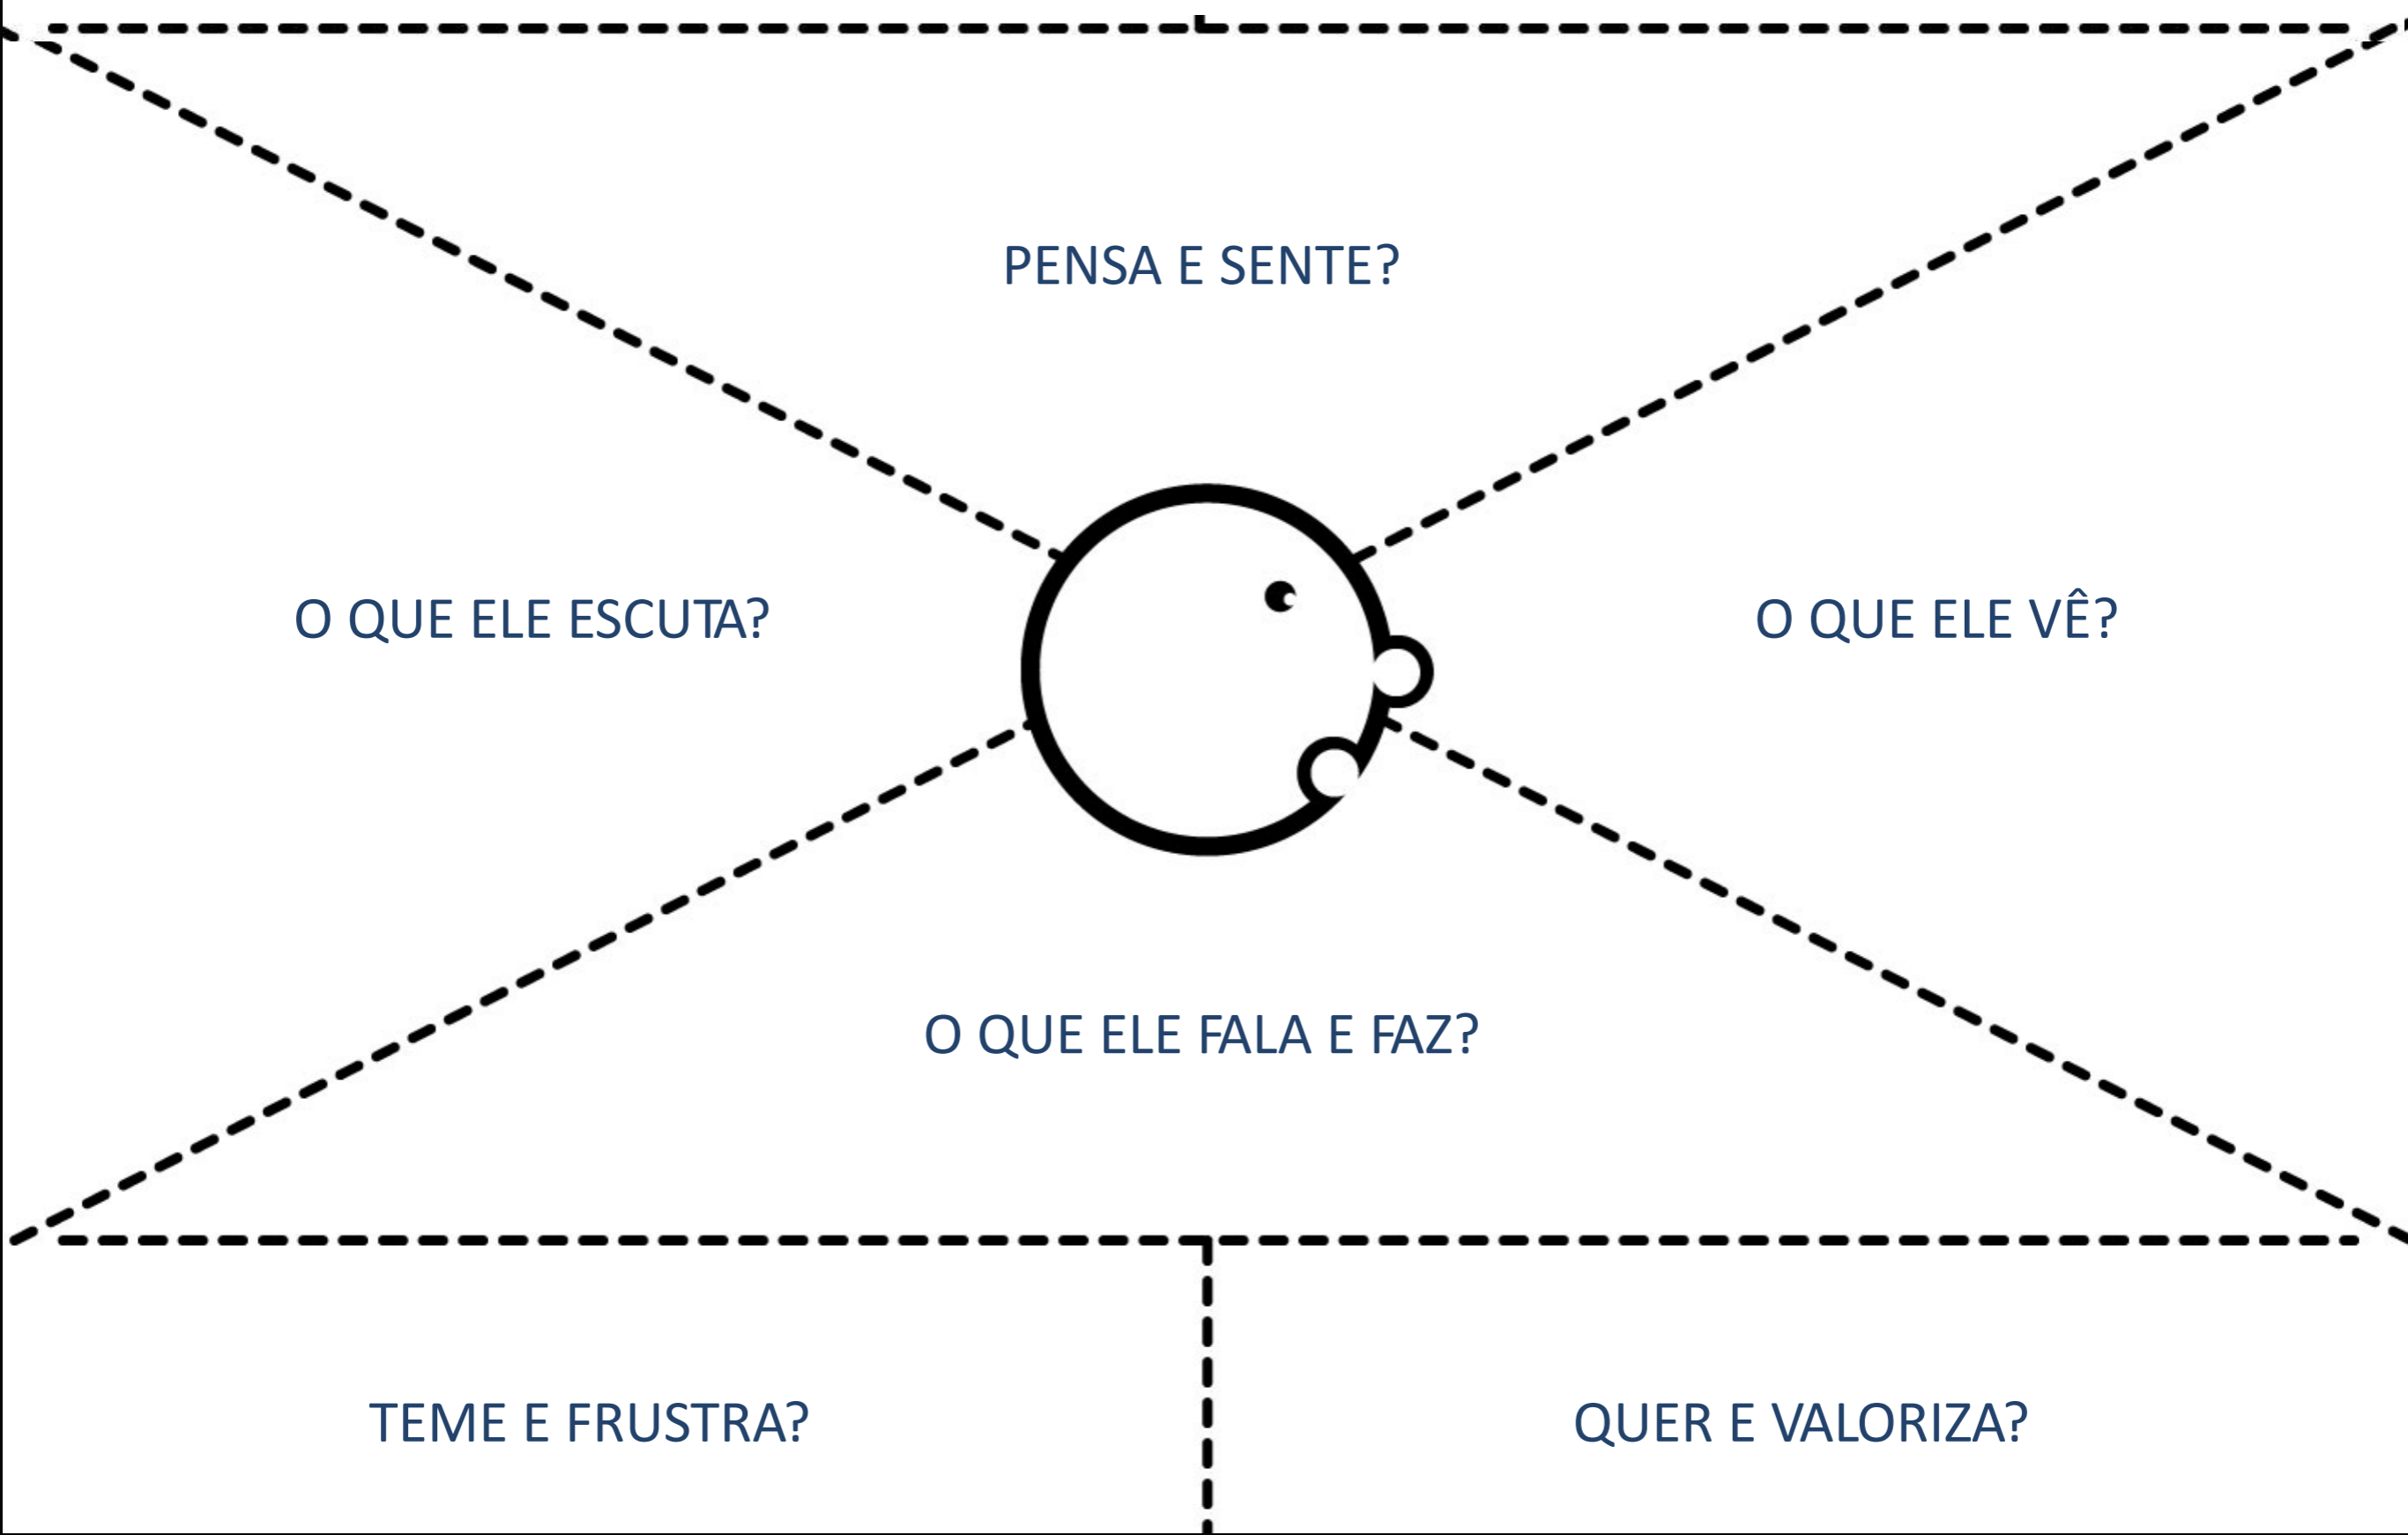 PENSA E SENTE?
O QUE ELE ESCUTA?
O QUE ELE VÊ?
O QUE ELE FALA E FAZ?
TEME E FRUSTRA?
QUER E VALORIZA?